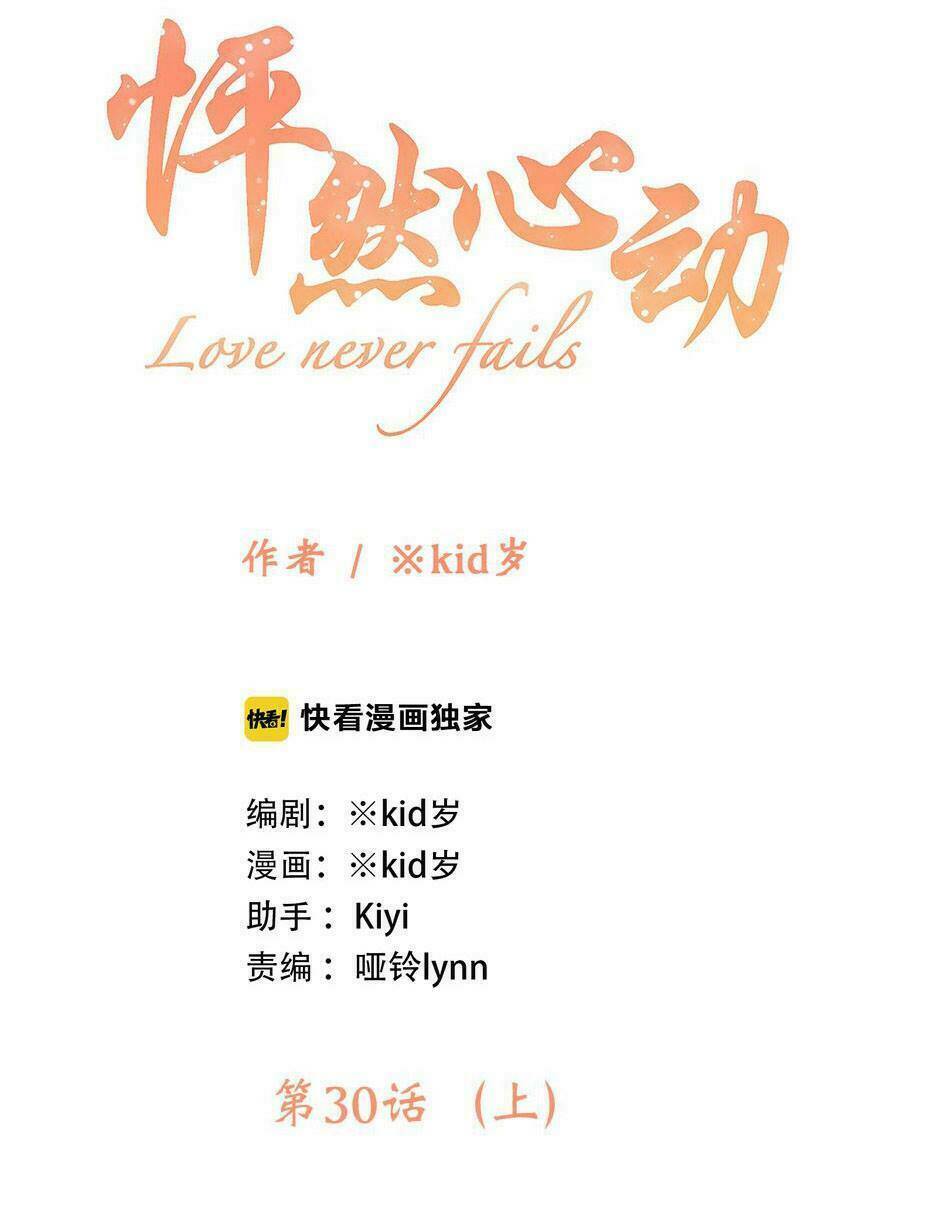 怦然心动
Love never fails
作者 / ※kid岁
快看! 快看漫画独家
编剧：※kid岁
漫画：※kid岁
助手：Kiyi
责编：哑铃lynn
第30话 （上）